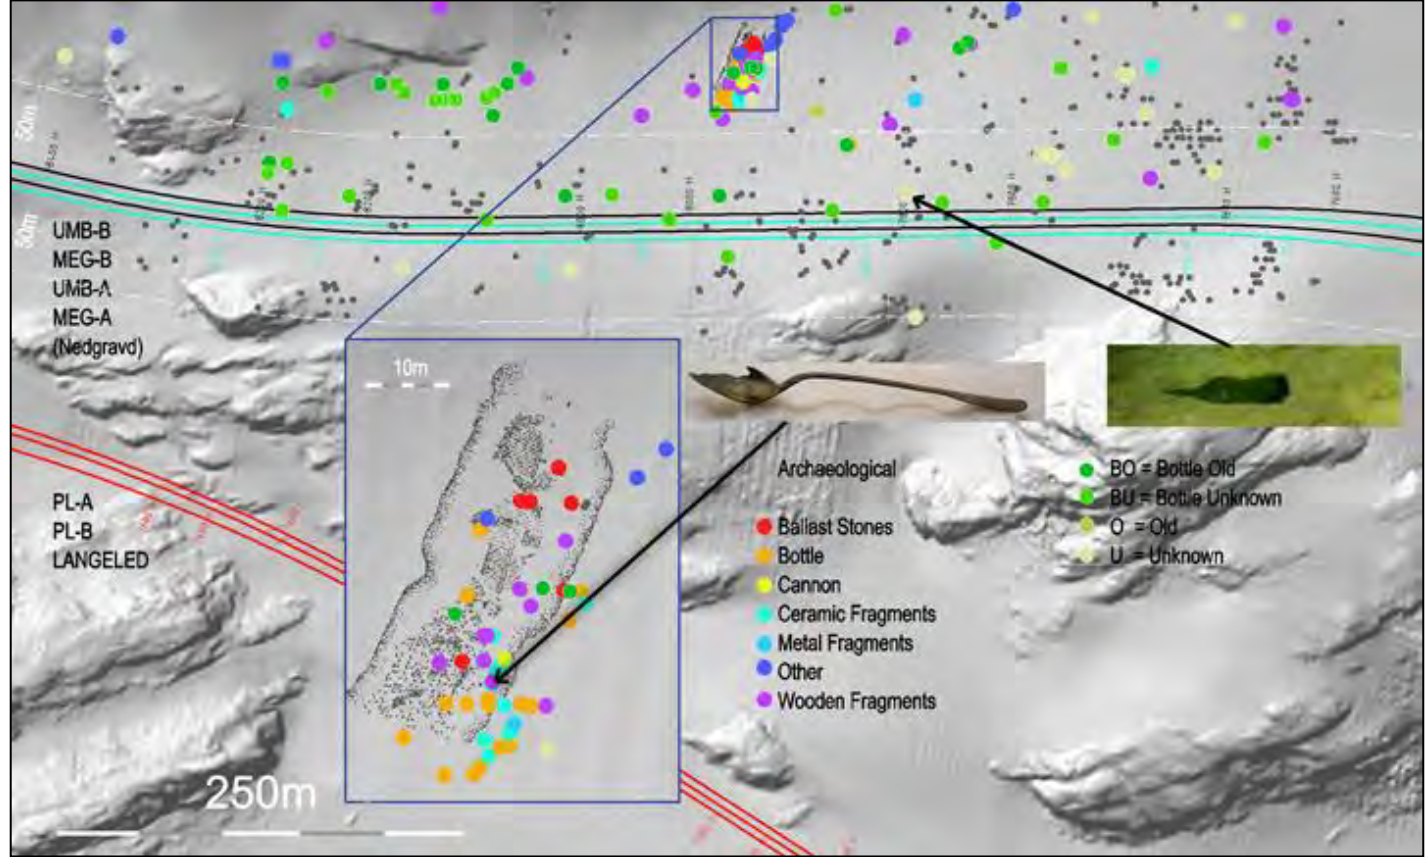 50m
50m
UMB-B
MEG-B
UMB-A
MEG-A
(Nedgravd)
10m
PL-A
PL-B
LANGELED
Archaeological
Ballast Stones
Bottle
Cannon
Ceramic Fragments
Metal Fragments
Other
Wooden Fragments
BO = Bottle Old
BU = Bottle Unknown
O = Old
U = Unknown
250m